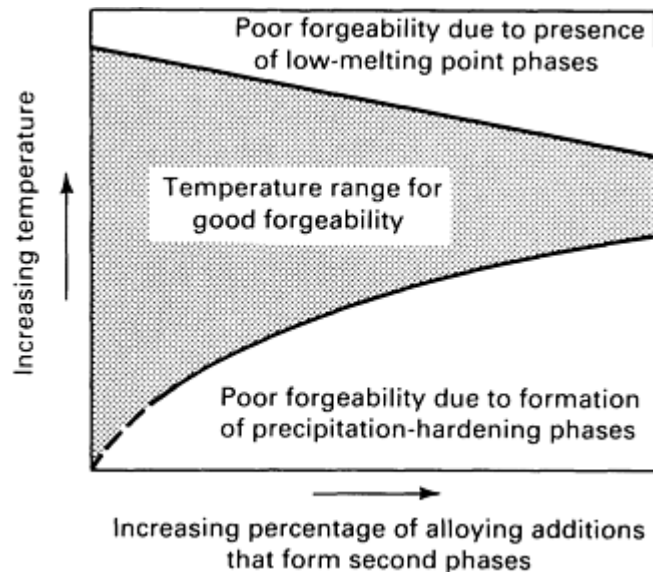 Poor forgeability due to presence
of low-melting point phases
Increasing temperature
Temperature range for
good forgeability
Poor forgeability due to formation
of precipitation-hardening phases
Increasing percentage of alloying additions
that form second phases